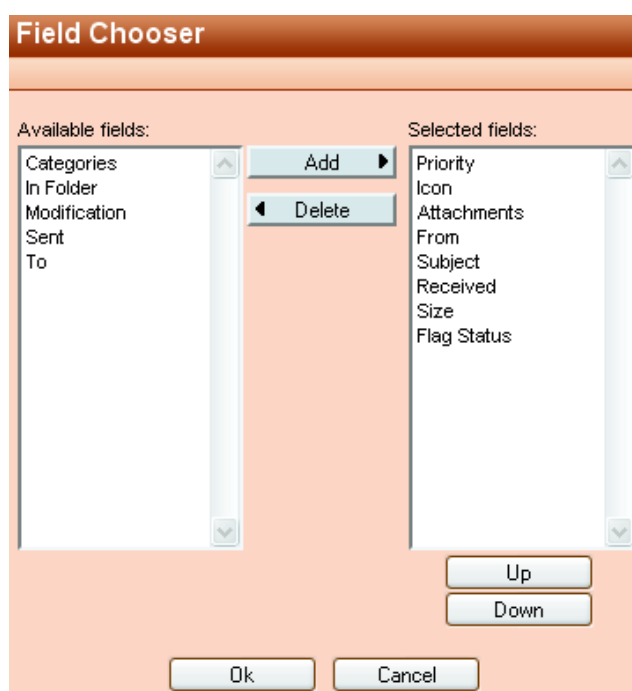 Field Chooser
Available fields:
Categories
In Folder
Modification
Sent
To
Add
Delete
Selected fields:
Priority
Icon
Attachments
From
Subject
Received
Size
Flag Status
Up
Down
Ok
Cancel